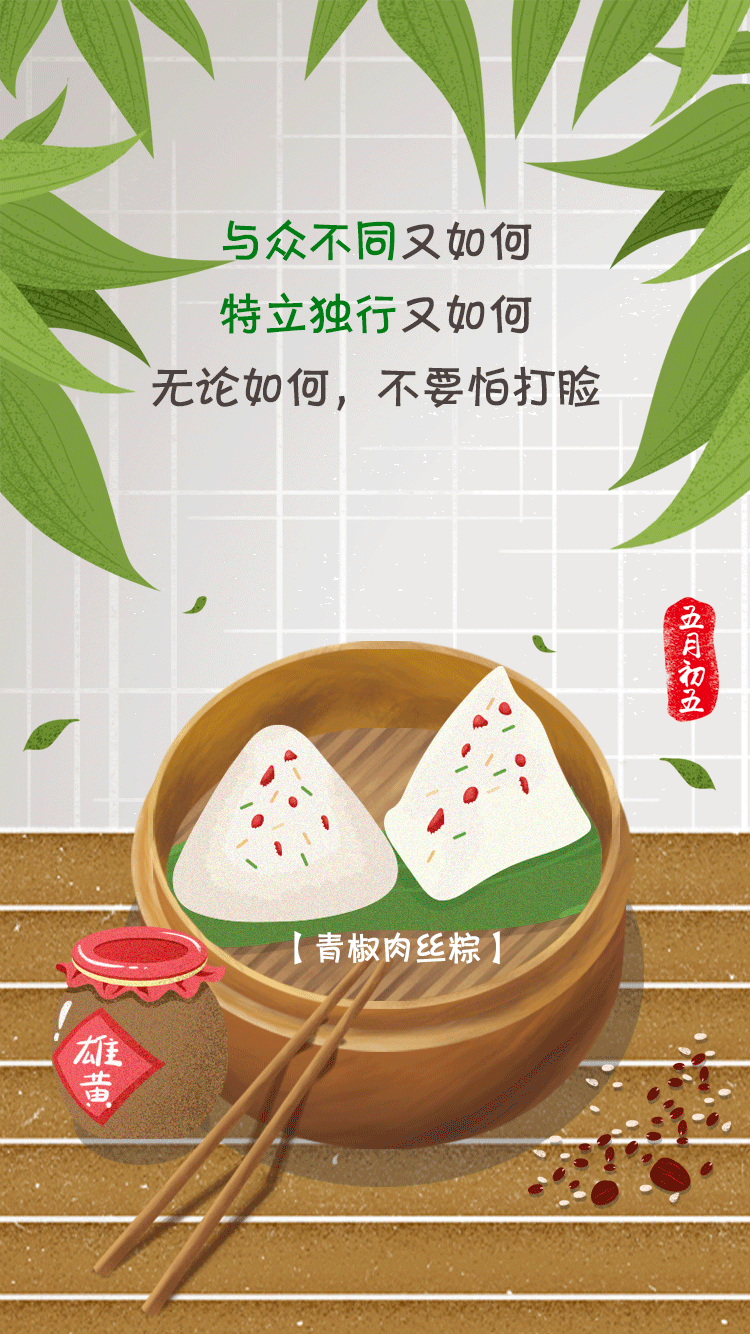 与众不同又如何
特立独行又如何
无论如何，不要怕打脸
五月初五
【青椒肉丝粽】
雄黄